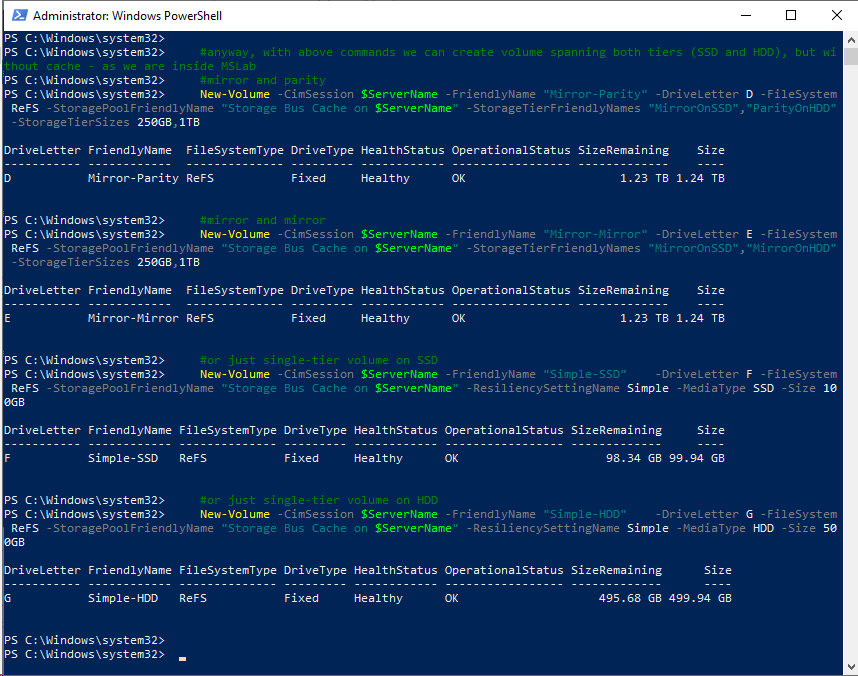 Administrator: Windows PowerShell
PS C:\Windows\system32>
PS C:\Windows\system32>     #anyway, with above commands we can create volume spanning both tiers (SSD and HDD), but wi
thout cache - as we are inside MSLab
PS C:\Windows\system32>     #mirror and parity
PS C:\Windows\system32>     New-Volume -CimSession $ServerName -FriendlyName "Mirror-Parity" -DriveLetter D -FileSystem
 ReFS -StoragePoolFriendlyName "Storage Bus Cache on $ServerName" -StorageTierFriendlyNames "MirrorOnSSD","ParityOnHDD"
 -StorageTierSizes 250GB,1TB
DriveLetter FriendlyName  FileSystemType DriveType HealthStatus OperationalStatus SizeRemaining    Size
----------- ------------  -------------- --------- ------------ ----------------- -------------    ----
D           Mirror-Parity ReFS           Fixed     Healthy      OK                      1.23 TB 1.24 TB
PS C:\Windows\system32>     #mirror and mirror
PS C:\Windows\system32>     New-Volume -CimSession $ServerName -FriendlyName "Mirror-Mirror" -DriveLetter E -FileSystem
 ReFS -StoragePoolFriendlyName "Storage Bus Cache on $ServerName" -StorageTierFriendlyNames "MirrorOnSSD","MirrorOnHDD"
 -StorageTierSizes 250GB,1TB
DriveLetter FriendlyName  FileSystemType DriveType HealthStatus OperationalStatus SizeRemaining    Size
----------- ------------  -------------- --------- ------------ ----------------- -------------    ----
E           Mirror-Mirror ReFS           Fixed     Healthy      OK                      1.23 TB 1.24 TB
PS C:\Windows\system32>     #or just single-tier volume on SSD
PS C:\Windows\system32>     New-Volume -CimSession $ServerName -FriendlyName "Simple-SSD"    -DriveLetter F -FileSystem
 ReFS -StoragePoolFriendlyName "Storage Bus Cache on $ServerName" -ResiliencySettingName Simple -MediaType SSD -Size 10
0GB
DriveLetter FriendlyName FileSystemType DriveType HealthStatus OperationalStatus SizeRemaining     Size
----------- ------------ -------------- --------- ------------ ----------------- -------------     ----
F           Simple-SSD   ReFS           Fixed     Healthy      OK                     98.34 GB 99.94 GB
PS C:\Windows\system32>     #or just single-tier volume on HDD
PS C:\Windows\system32>     New-Volume -CimSession $ServerName -FriendlyName "Simple-HDD"    -DriveLetter G -FileSystem
 ReFS -StoragePoolFriendlyName "Storage Bus Cache on $ServerName" -ResiliencySettingName Simple -MediaType HDD -Size 50
0GB
DriveLetter FriendlyName FileSystemType DriveType HealthStatus OperationalStatus SizeRemaining      Size
----------- ------------ -------------- --------- ------------ ----------------- -------------      ----
G           Simple-HDD   ReFS           Fixed     Healthy      OK                    495.68 GB 499.94 GB
PS C:\Windows\system32>
PS C:\Windows\system32>